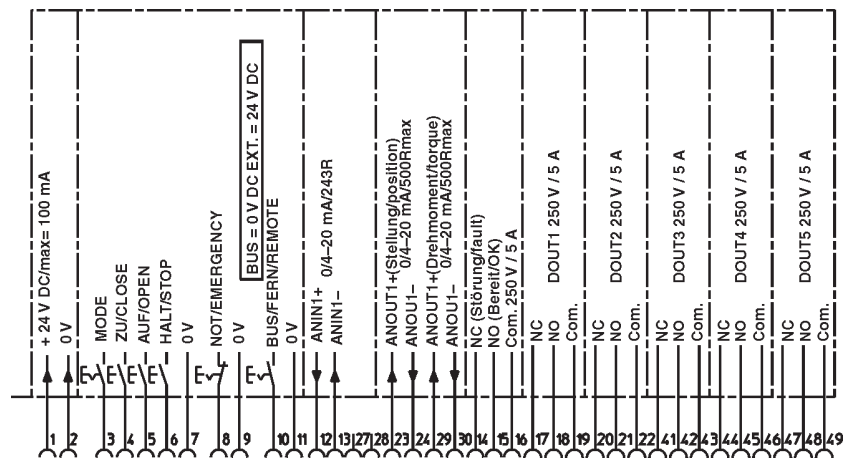 + 24 V DC/max= 100 mA
0 V
MODE
ZU/CLOSE
AUF/OPEN
HALT/STOP
0 V
NOT/EMERGENCY
0 V
BUS = 0 V DC EXT. = 24 V DC
BUS/FERN/REMOTE
0 V
ANIN1+
0/4–20 mA/243R
ANIN1–
ANOUT1+(Stellung/position)
0/4–20 mA/500Rmax
ANOU1–
ANOUT1+(Drehmoment/torque)
0/4–20 mA/500Rmax
ANOU1–
NC (Störung/fault)
NO (Bereit/OK)
Com. 250 V / 5 A
NC
NO
DOUT1 250 V / 5 A
Com.
NC
NO
DOUT2 250 V / 5 A
Com.
NC
NO
DOUT3 250 V / 5 A
Com.
NC
NO
DOUT4 250 V / 5 A
Com.
NC
NO
DOUT5 250 V / 5 A
Com.
1 2 3 4 5 6 7 8 9 10 11 12 13 27 28 23 24 29 30 14 15 16 17 18 19 20 21 22 41 42 43 44 45 46 47 48 49